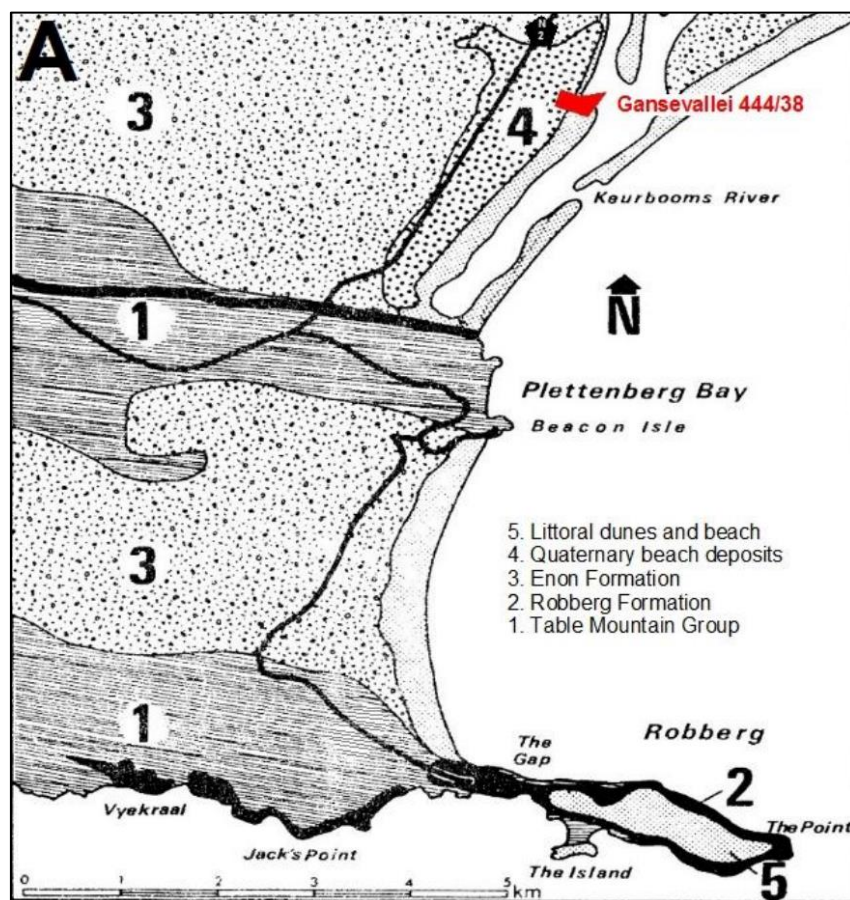 A
N
2
3
4
Gansevallei 444/38
Keurbooms River
1
N
Plettenberg Bay
Beacon Isle
5. Littoral dunes and beach
4. Quaternary beach deposits
3. Enon Formation
2. Robberg Formation
1. Table Mountain Group
3
1
Robberg
The
Gap
2
Vyekraal
The Point
Jack's Point
The Island
5
0 1 2 3 4 5
km